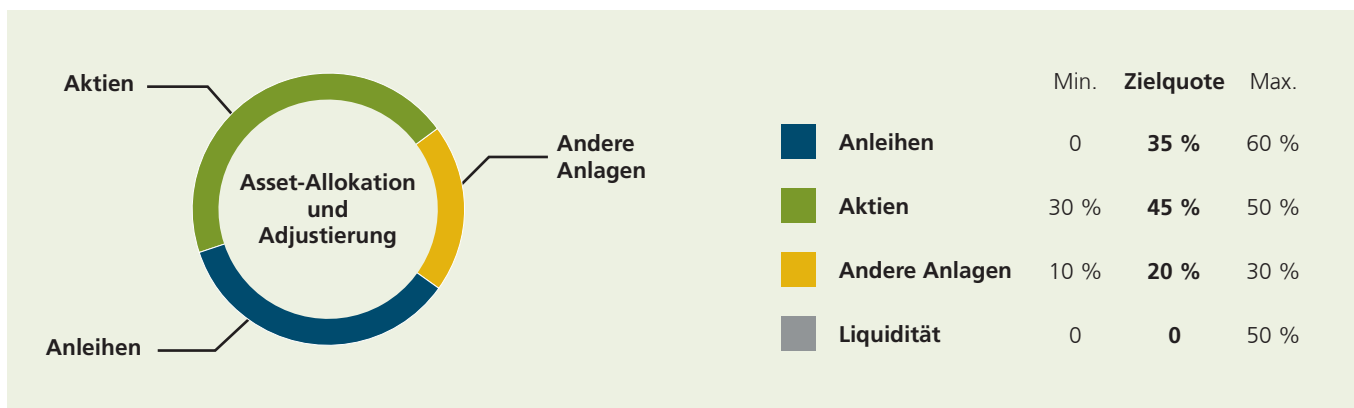 Aktien
Andere
Anlagen
Asset-Allokation
und
Adjustierung
Anleihen
Min. Zielquote Max.
Anleihen 0 35 % 60 %
Aktien 30 % 45 % 50 %
Andere Anlagen 10 % 20 % 30 %
Liquidität 0 0 50 %